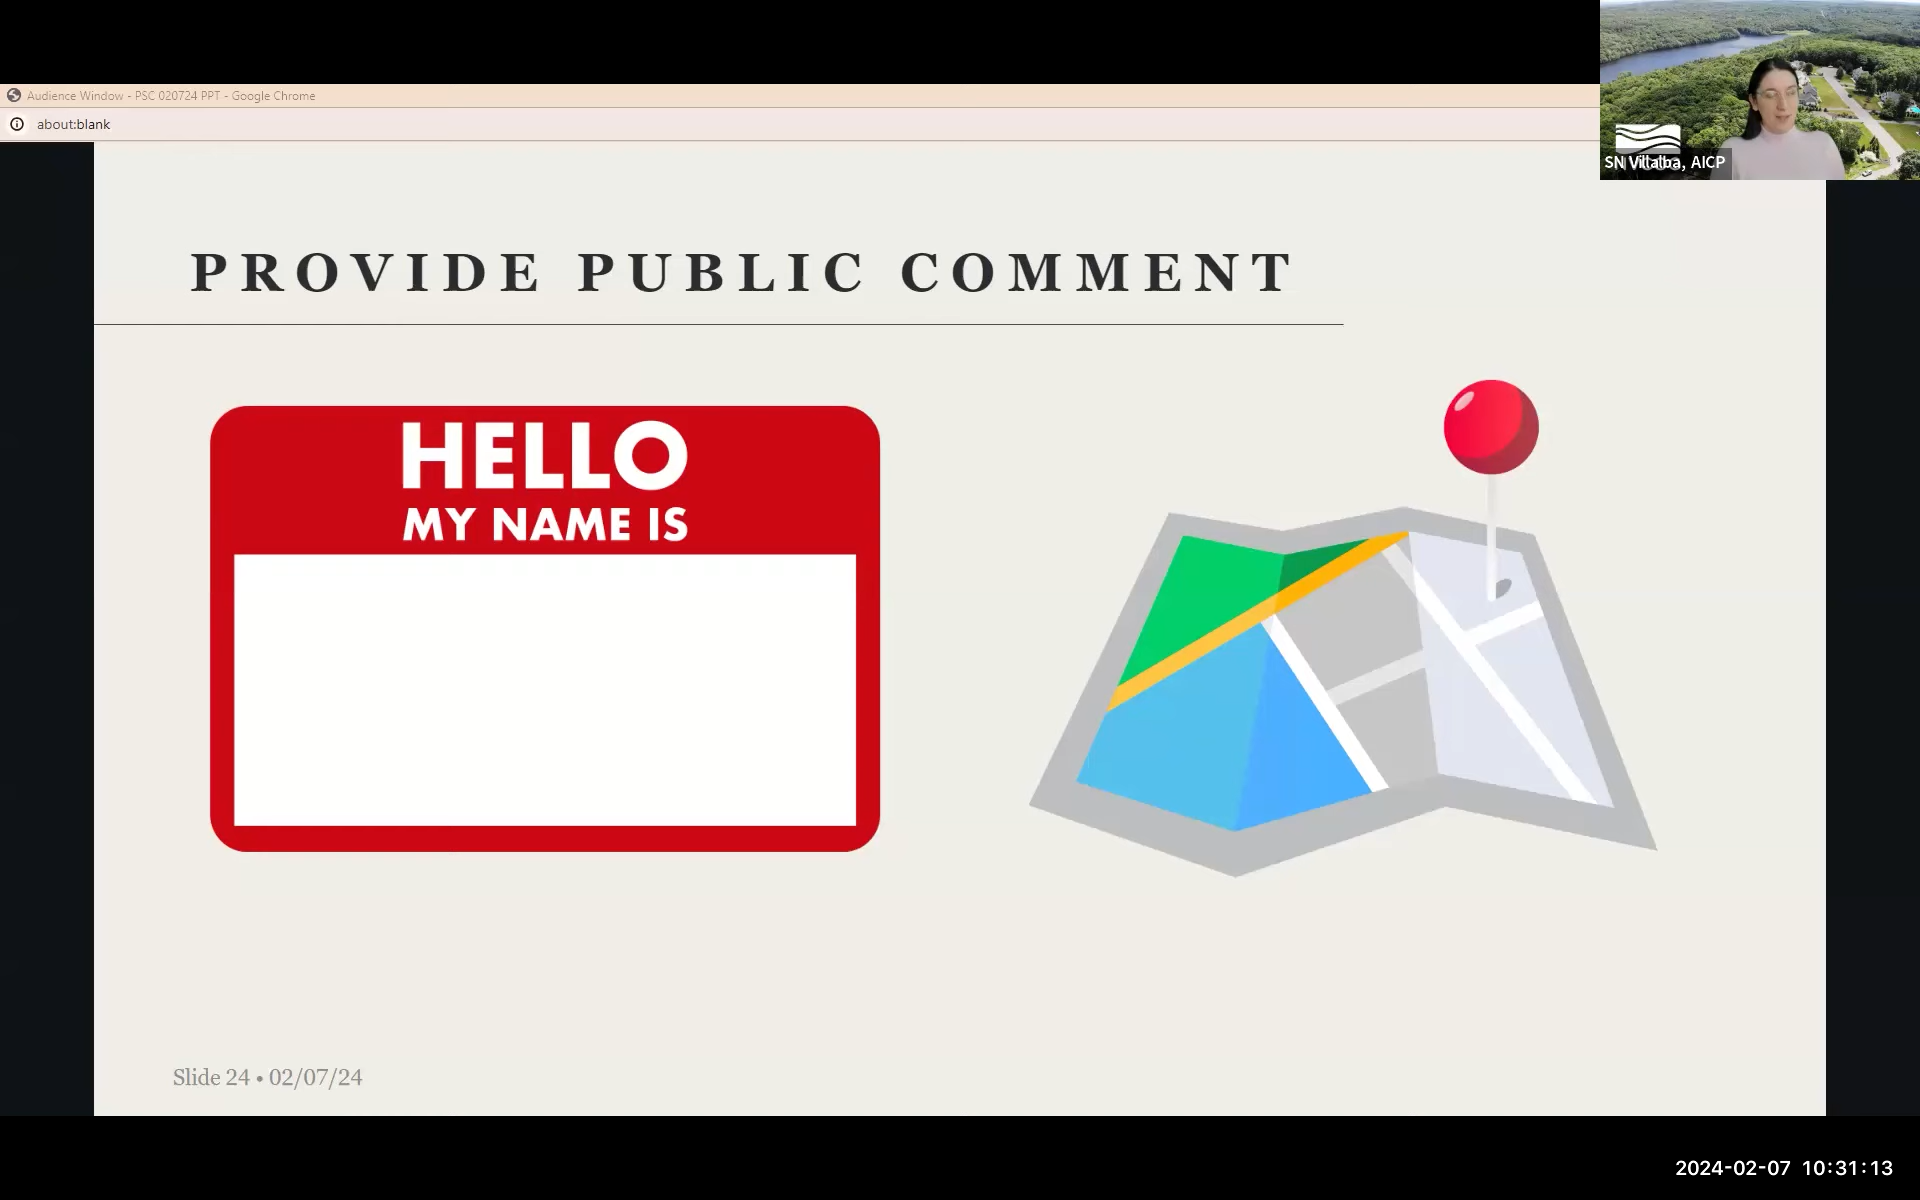 Audience Window - PSC 020724 PPT - Google Chrome
about:blank
SN Villalba, AICP
PROVIDE PUBLIC COMMENT
HELLO
MY NAME IS
Slide 24 • 02/07/24
2024-02-07 10:31:13